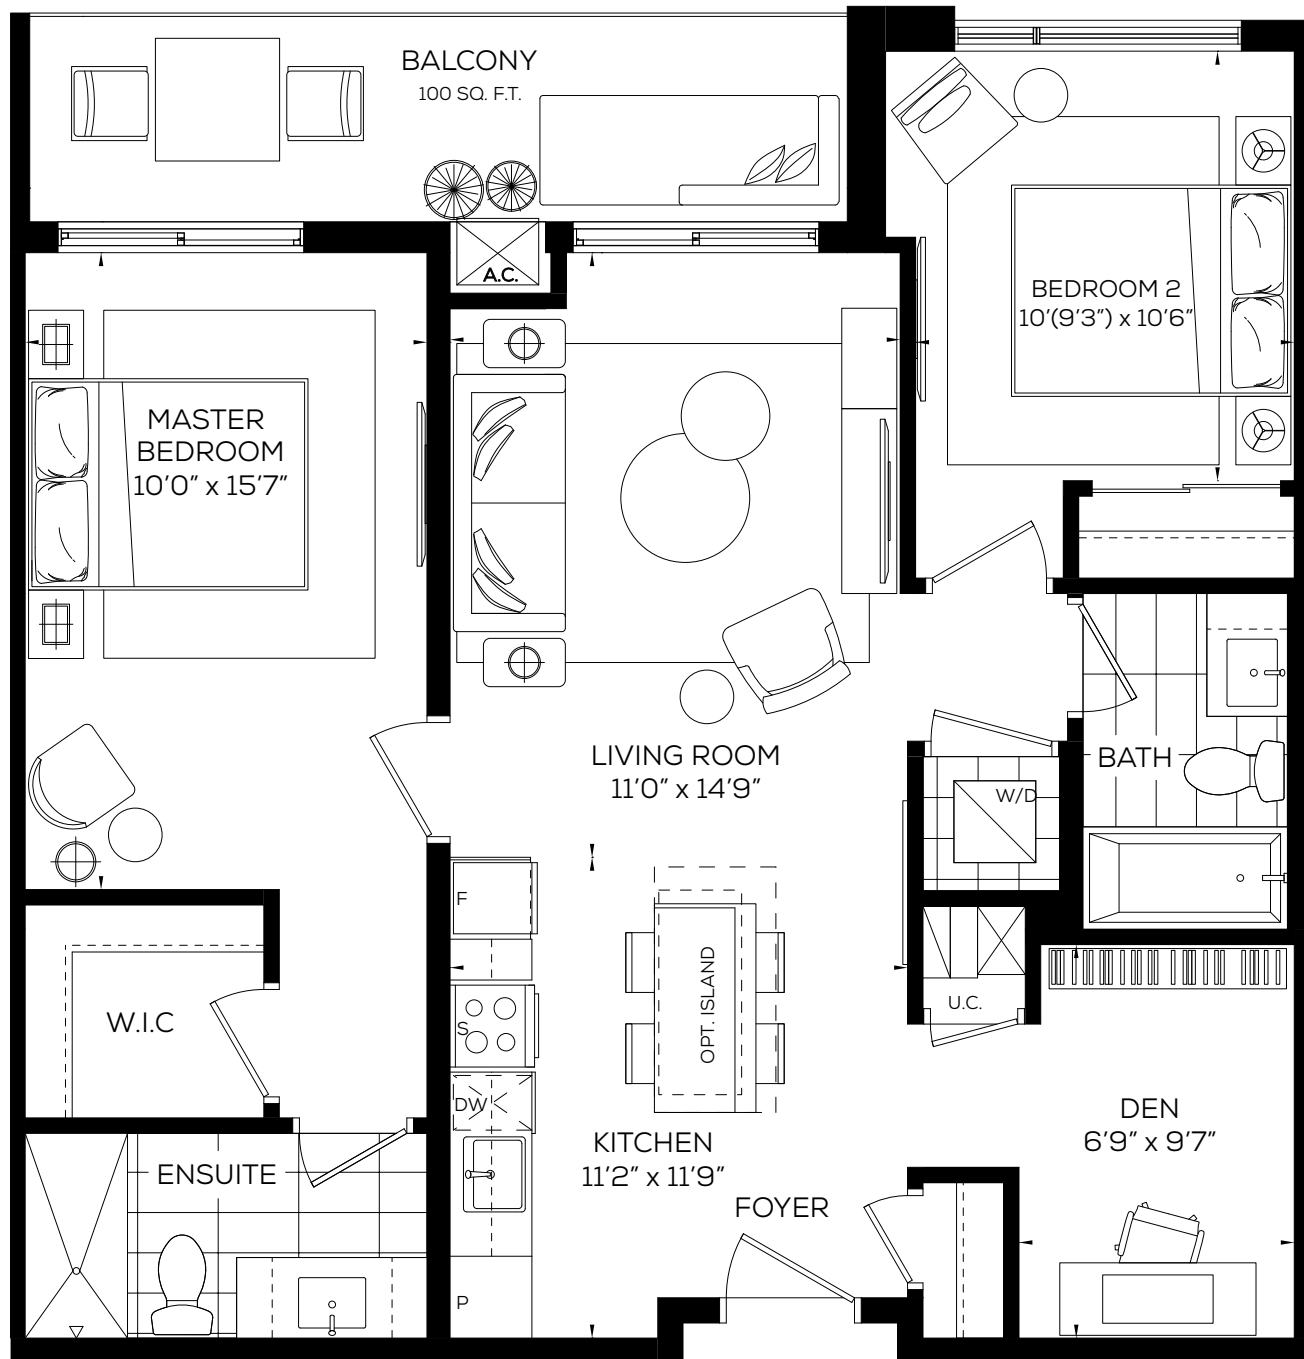 BALCONY
100 SQ. F.T.
A.C.
BEDROOM 2
10'(9'3") x 10'6"
MASTER
BEDROOM
10'0" x 15'7"
LIVING ROOM
11'0" x 14'9"
W/D
BATH
F
S
DW
P
OPT. ISLAND
U.C.
W.I.C
DEN
6'9" x 9'7"
KITCHEN
11'2" x 11'9"
ENSUITE
FOYER